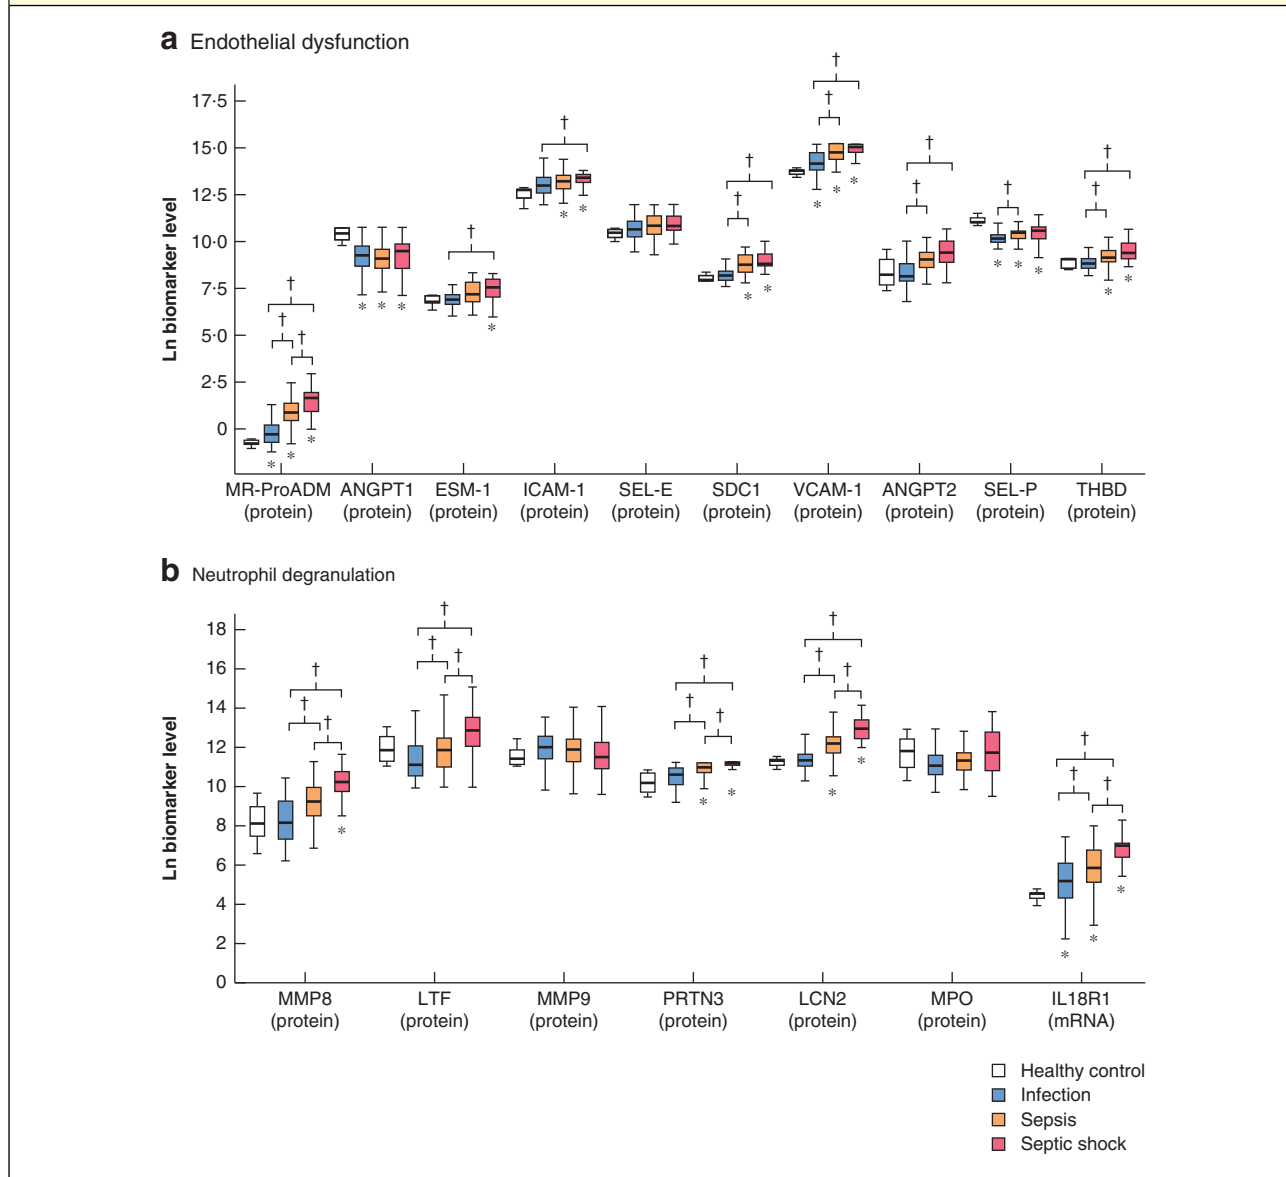 a Endothelial dysfunction
† † † † † † † † † † † † † † †
17·5
15·0
12·5
10·0
7·5
5·0
2·5
0
Ln biomarker level
* * * * * * * * * * * * * * * * * * * *
MR-ProADM ANGPT1 ESM-1 ICAM-1 SEL-E SDC1 VCAM-1 ANGPT2 SEL-P THBD
(protein) (protein) (protein) (protein) (protein) (protein) (protein) (protein) (protein) (protein)
b Neutrophil degranulation
† † † † † † † † † † † † † † †
18
16
14
12
10
8
6
4
2
0
Ln biomarker level
* * * * * * * *
MMP8 LTF MMP9 PRTN3 LCN2 MPO IL18R1
(protein) (protein) (protein) (protein) (protein) (protein) (mRNA)
Healthy control
Infection
Sepsis
Septic shock